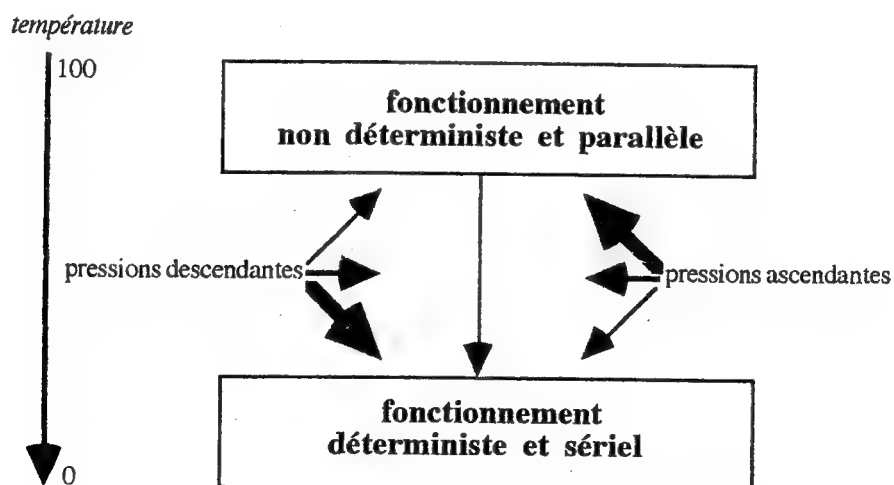 température
100
fonctionnement
non déterministe et parallèle
pressions descendantes
pressions ascendantes
fonctionnement
déterministe et sériel
0